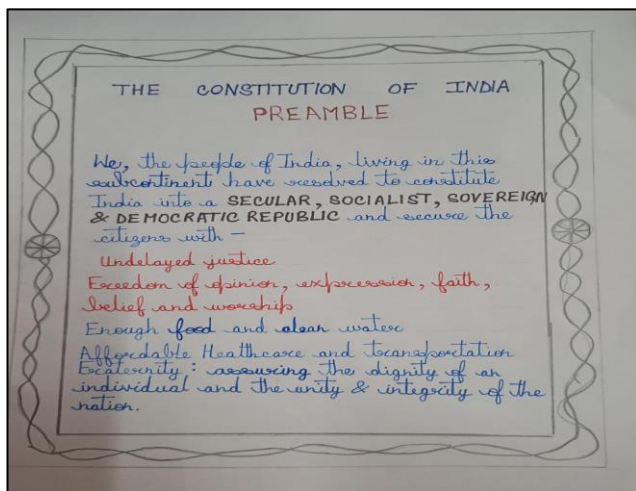 THE CONSTITUTION OF INDIA
PREAMBLE
We, the people of India, living in this
subcontinent have resolved to constitute
India into a SECULAR, SOCIALIST, SOVEREIGN
& DEMOCRATIC REPUBLIC and secure the
citizens with –
Undelayed justice
Freedom of opinion, expression, faith,
belief and worship
Enough food and clean water
Affordable Healthcare and transportation
Fraternity: assuring the dignity of an
individual and the unity & integrity of the
nation.